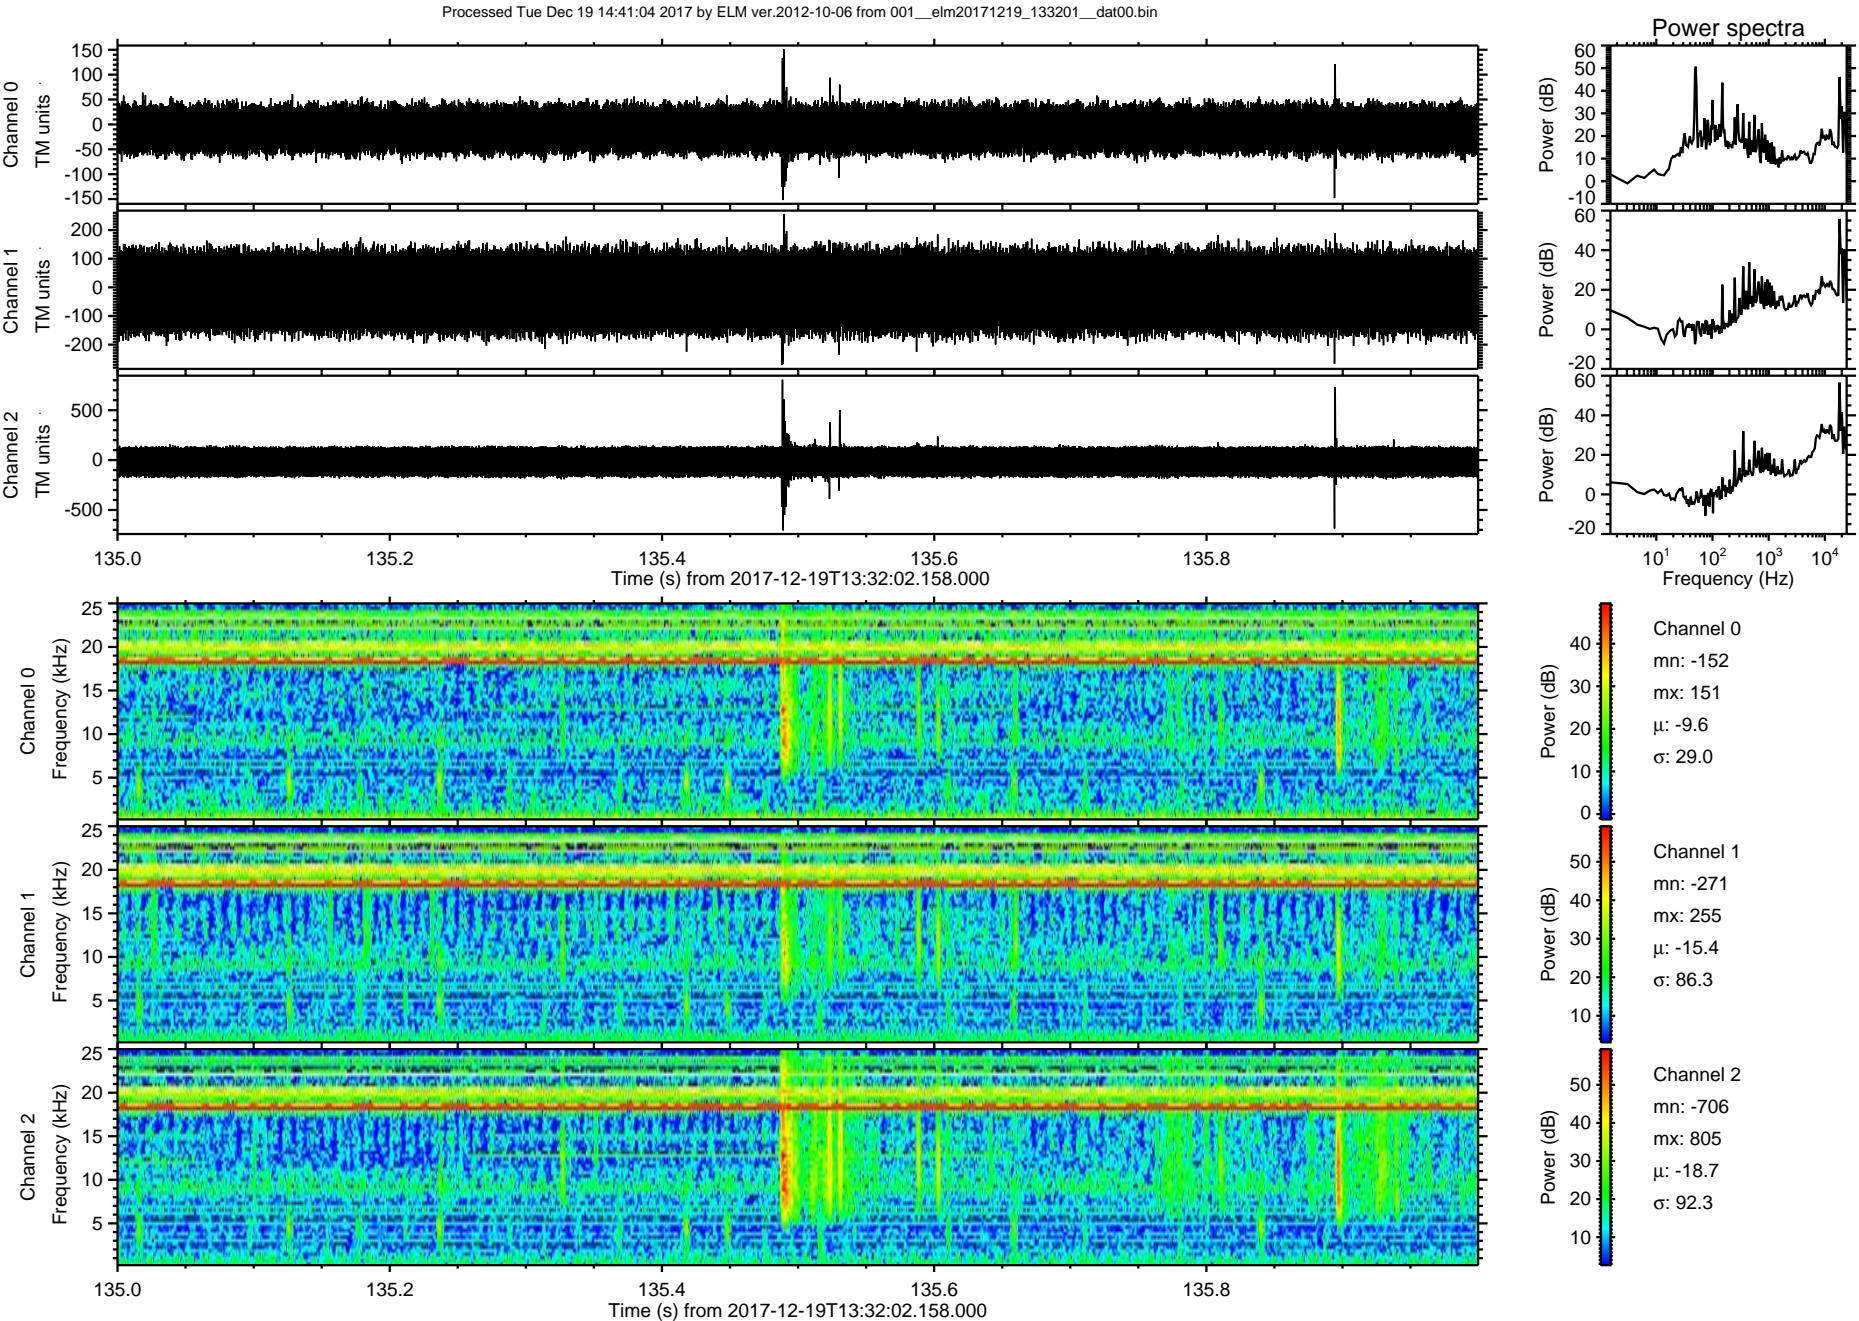 Processed Tue Dec 19 14:41:04 2017 by ELM ver.2012-10-06 from 001__elm20171219_133201__dat00.bin
Power spectra
Channel 0
TM units
150
100
50
0
-50
-100
-150
Power (dB)
60
50
40
30
20
10
0
-10
Channel 1
TM units
200
100
0
-100
-200
Power (dB)
60
40
20
0
-20
Channel 2
TM units
500
0
-500
Power (dB)
60
40
20
0
-20
135.0 135.2 135.4 135.6 135.8
Time (s) from 2017-12-19T13:32:02.158.000
10^1 10^2 10^3 10^4
Frequency (Hz)
Channel 0
Frequency (kHz)
25
20
15
10
5
Power (dB)
40
30
20
10
0
Channel 0
mn: -152
mx: 151
µ: -9.6
σ: 29.0
Channel 1
Frequency (kHz)
25
20
15
10
5
Power (dB)
50
40
30
20
10
Channel 1
mn: -271
mx: 255
µ: -15.4
σ: 86.3
Channel 2
Frequency (kHz)
25
20
15
10
5
Power (dB)
50
40
30
20
10
Channel 2
mn: -706
mx: 805
µ: -18.7
σ: 92.3
135.0 135.2 135.4 135.6 135.8
Time (s) from 2017-12-19T13:32:02.158.000